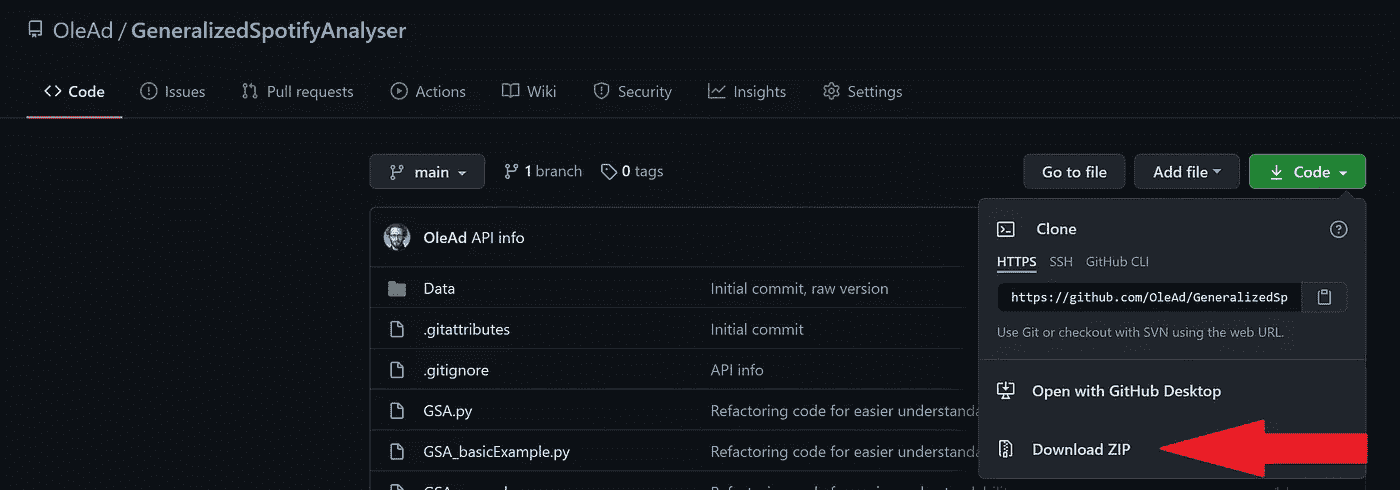 OleAd / GeneralizedSpotifyAnalyser
Code Issues Pull requests Actions Wiki Security Insights Settings
main 1 branch 0 tags Go to file Add file Code
OleAd API info
Data Initial commit, raw version
.gitattributes Initial commit
.gitignore API info
GSA.py Refactoring code for easier understanda
GSA_basicExample.py Refactoring code for easier understanda
Clone
HTTPS SSH GitHub CLI
https://github.com/OleAd/GeneralizedSp
Use Git or checkout with SVN using the web URL.
Open with GitHub Desktop
Download ZIP